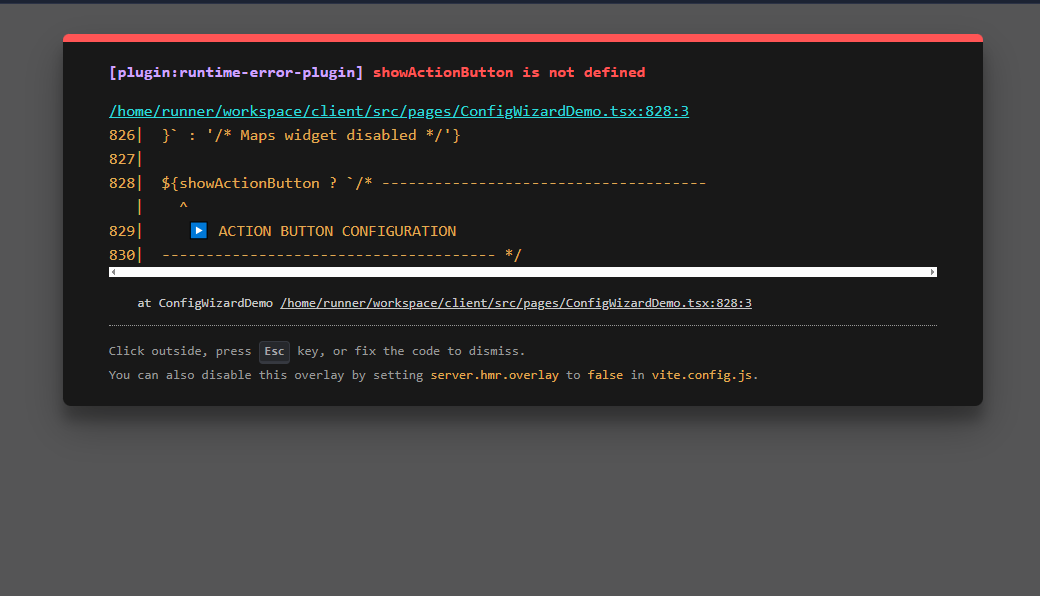 [plugin:runtime-error-plugin] showActionButton is not defined
/home/runner/workspace/client/src/pages/ConfigWizardDemo.tsx:828:3
826|  }` : '/* Maps widget disabled */'}
827|
828|  ${showActionButton ? `/* -------------------------------------
   |    ^
829|     ▶️ ACTION BUTTON CONFIGURATION
830|  -------------------------------------- */
at ConfigWizardDemo /home/runner/workspace/client/src/pages/ConfigWizardDemo.tsx:828:3
Click outside, press Esc key, or fix the code to dismiss.
You can also disable this overlay by setting server.hmr.overlay to false in vite.config.js.